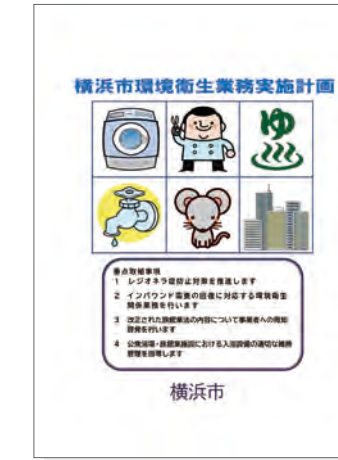 横浜市環境衛生業務実施計画
ゆ
重点取組事項
1 レジオネラ症防止対策を推進します
2 インバウンド需要の回復に対応する環境衛生
関係業務を行います
3 改正された旅館業法の内容について事業者への周知
啓発を行います
4 公衆浴場・旅館業施設における入浴設備の適切な維持
管理を指導します
横浜市